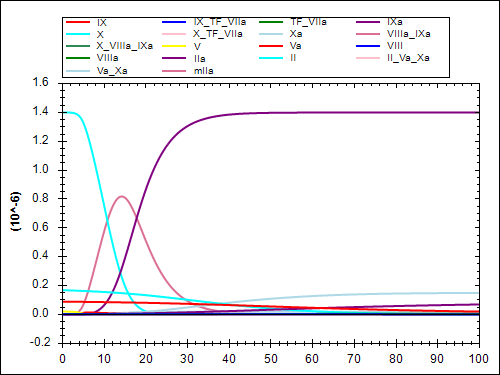 IX IX_TF_VIIa TF_VIIa IXa
X X_TF_VIIa Xa VIIIa_IXa
X_VIIIa_IXa V Va VIII
VIIIa IIa II II_Va_Xa
Va_Xa mIIa
1.6
1.4
1.2
1.0
0.8
(10^-6)
0.6
0.4
0.2
0.0
-0.2
0 10 20 30 40 50 60 70 80 90 100